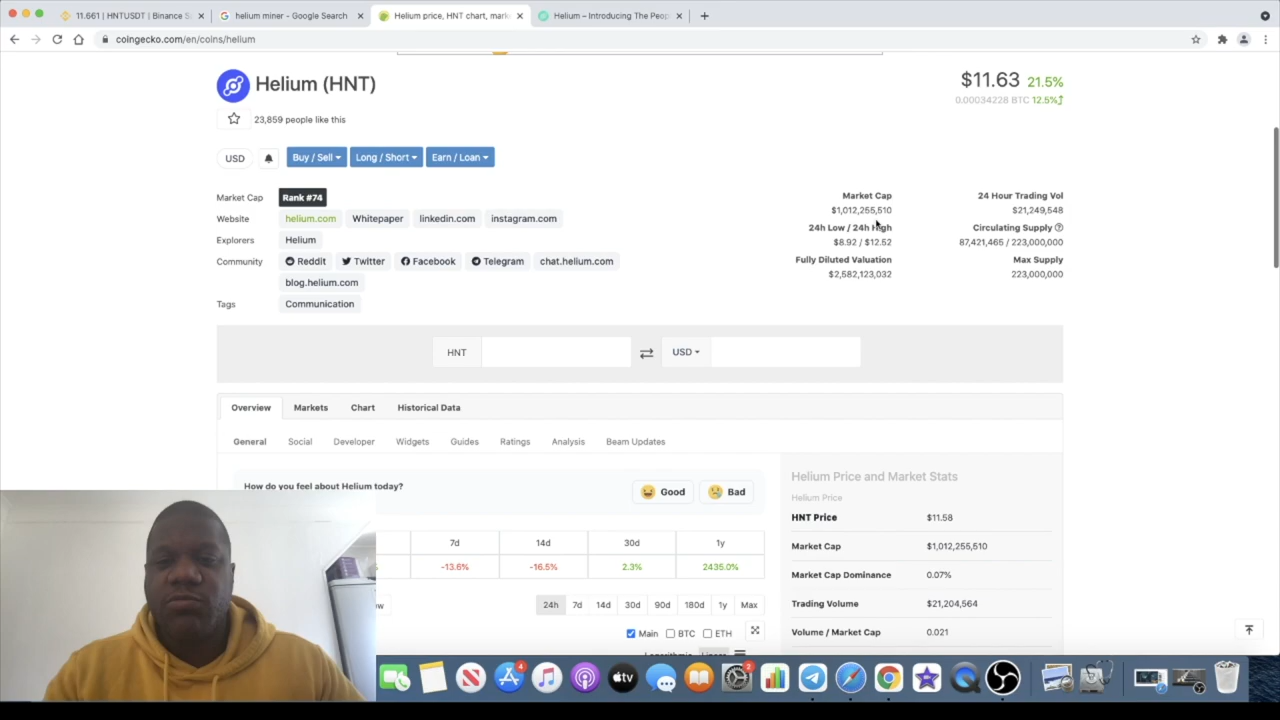 11.661 | HNTUSDT | Binance S
helium miner - Google Search
Helium price, HNT chart, mark
Helium – Introducing The Peop
coingecko.com/en/coins/helium
Helium (HNT)
$11.63 21.5%
0.00034228 BTC 12.5%
23,859 people like this
USD
Buy / Sell
Long / Short
Earn / Loan
Market Cap
Rank #74
Website
helium.com
Whitepaper
linkedin.com
instagram.com
Explorers
Helium
Community
Reddit
Twitter
Facebook
Telegram
chat.helium.com
blog.helium.com
Tags
Communication
Market Cap
$1,012,255,510
24 Hour Trading Vol
$21,249,548
24h Low / 24h High
$8.92 / $12.52
Circulating Supply
87,421,465 / 223,000,000
Fully Diluted Valuation
$2,582,123,032
Max Supply
223,000,000
HNT
USD
Overview
Markets
Chart
Historical Data
General
Social
Developer
Widgets
Guides
Ratings
Analysis
Beam Updates
How do you feel about Helium today?
Good
Bad
7d
14d
30d
1y
-13.6%
-16.5%
2.3%
2435.0%
24h
7d
14d
30d
90d
180d
1y
Max
Main
BTC
ETH
Helium Price and Market Stats
Helium Price
HNT Price
$11.58
Market Cap
$1,012,255,510
Market Cap Dominance
0.07%
Trading Volume
$21,204,564
Volume / Market Cap
0.021
4
tv
2